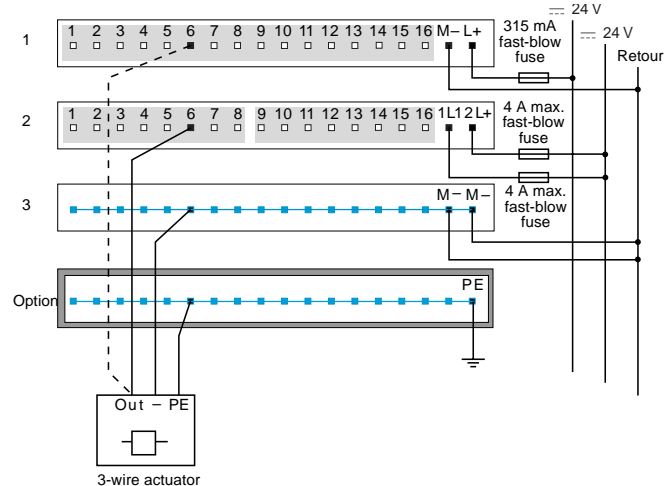 24 V
24 V
Retour
1
1 2 3 4 5 6 7 8 9 10 11 12 13 14 15 16 M– L+
315 mA
fast-blow
fuse
2
1 2 3 4 5 6 7 8 9 10 11 12 13 14 15 16 1L1 2L+
4 A max.
fast-blow
fuse
3
M– M–
4 A max.
fast-blow
fuse
Option
PE
Out – PE
3-wire actuator